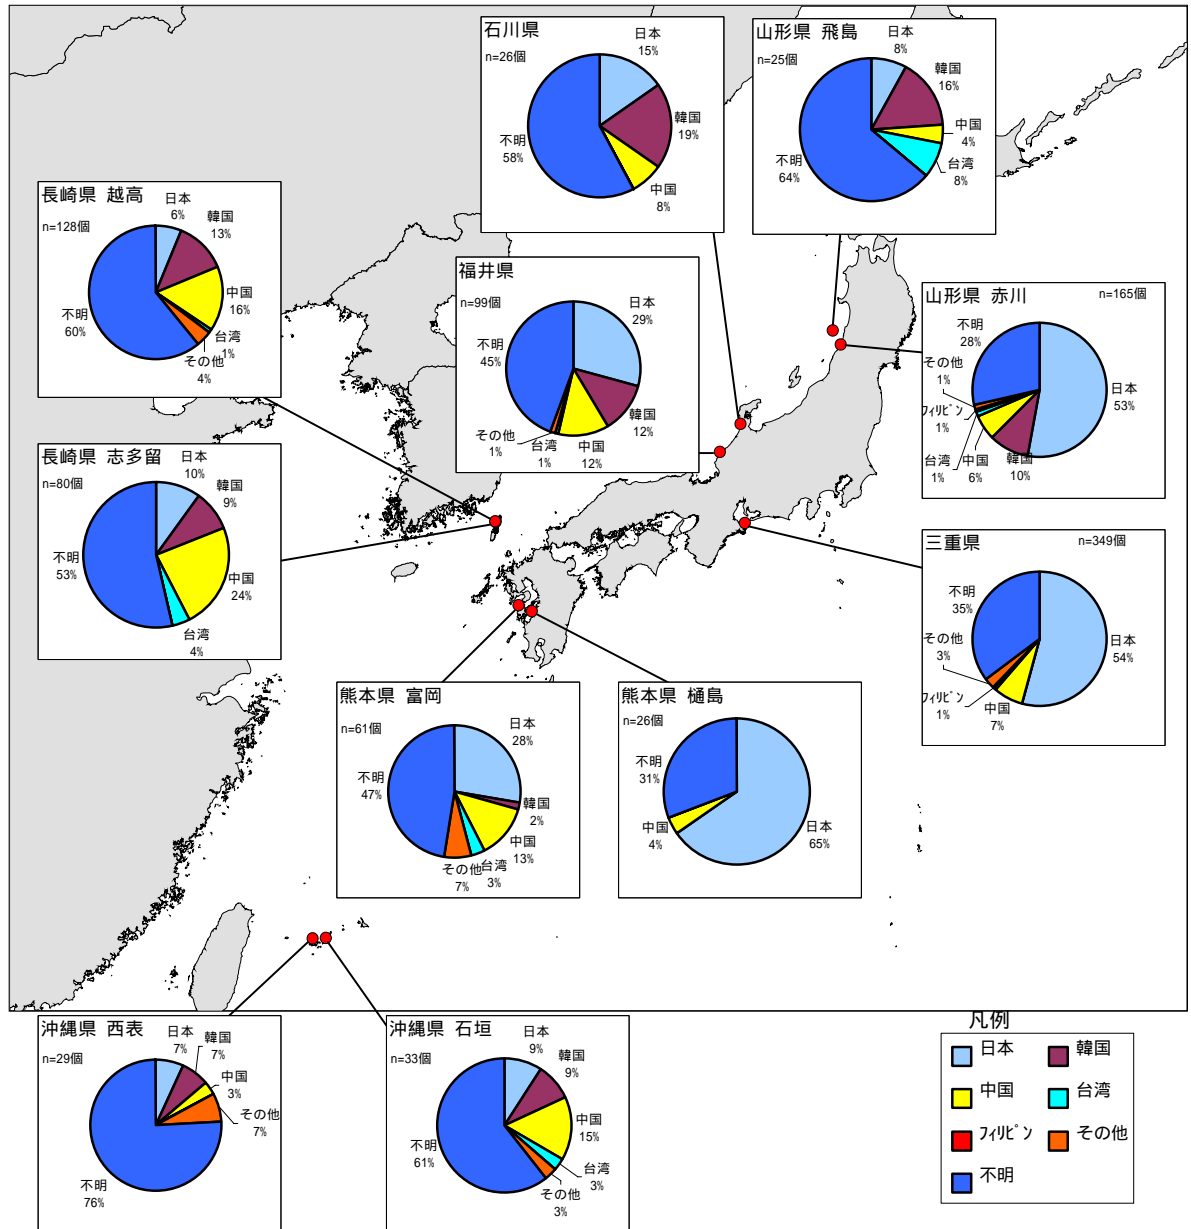 石川県
n=26個
日本
15%
韓国
19%
中国
8%
不明
58%
山形県 飛島
n=25個
日本
8%
韓国
16%
中国
4%
台湾
8%
不明
64%
長崎県 越高
n=128個
日本
6%
韓国
13%
中国
16%
台湾
1%
その他
4%
不明
60%
福井県
n=99個
日本
29%
韓国
12%
中国
12%
台湾
1%
その他
1%
不明
45%
山形県 赤川
n=165個
日本
53%
韓国
10%
中国
6%
台湾
1%
フィリピン
1%
その他
1%
不明
28%
長崎県 志多留
n=80個
日本
10%
韓国
9%
中国
24%
台湾
4%
不明
53%
三重県
n=349個
日本
54%
中国
7%
フィリピン
1%
その他
3%
不明
35%
熊本県 富岡
n=61個
日本
28%
韓国
2%
中国
13%
台湾
3%
その他
7%
不明
47%
熊本県 樋島
n=26個
日本
65%
中国
4%
不明
31%
沖縄県 西表
n=29個
日本
7%
韓国
7%
中国
3%
その他
7%
不明
76%
沖縄県 石垣
n=33個
日本
9%
韓国
9%
中国
15%
台湾
3%
その他
3%
不明
61%
凡例
日本 韓国
中国 台湾
フィリピン その他
不明